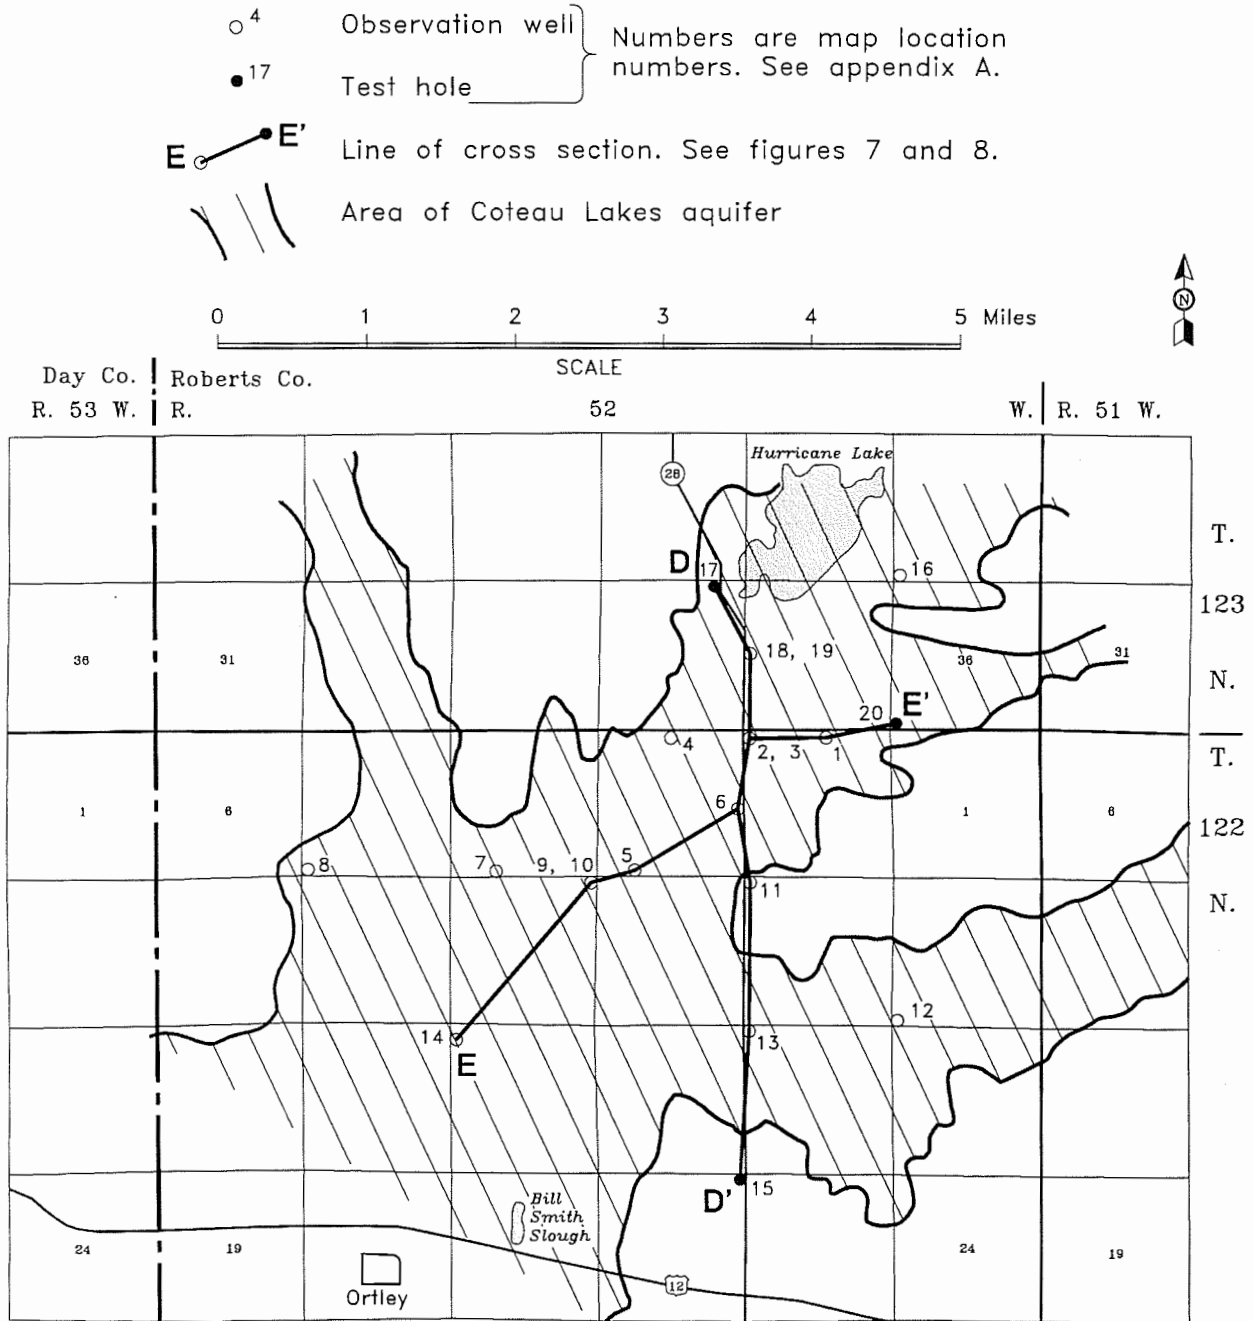 4
Observation well
17
Test hole
Numbers are map location
numbers. See appendix A.
E
E'
Line of cross section. See figures 7 and 8.
Area of Coteau Lakes aquifer
N
0 1 2 3 4 5 Miles
SCALE
Day Co. Roberts Co.
R. 53 W. R. 52 W. R. 51 W.
Hurricane Lake
28
T.
D
17
16
123
18, 19
36
31
36
31
N.
20
E'
4
2, 3
1
T.
6
1
6
1
6
122
8
7
9, 10
5
11
N.
12
14
E
13
D'
15
Bill
Smith
Slough
24
19
24
19
12
Ortley